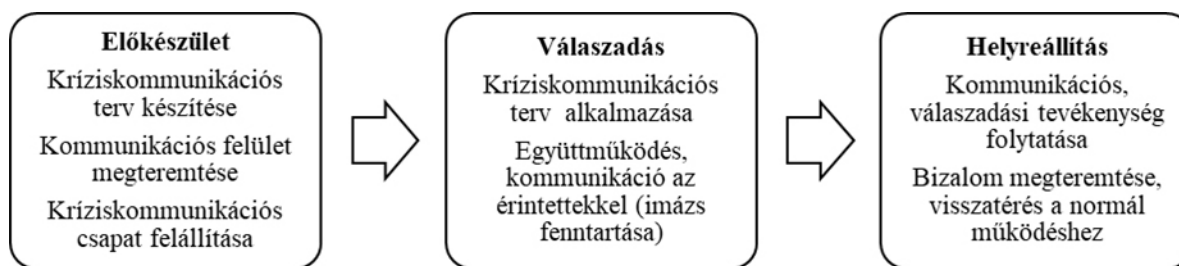 Előkészület
Kríziskommunikációs
terv készítése
Kommunikációs felület
megteremtése
Kríziskommunikációs
csapat felállítása
Válaszadás
Kríziskommunikációs
terv alkalmazása
Együttműködés,
kommunikáció az
érintettekkel (imázs
fenntartása)
Helyreállítás
Kommunikációs,
válaszadási tevékenység
folytatása
Bizalom megteremtése,
visszatérés a normál
működéshez